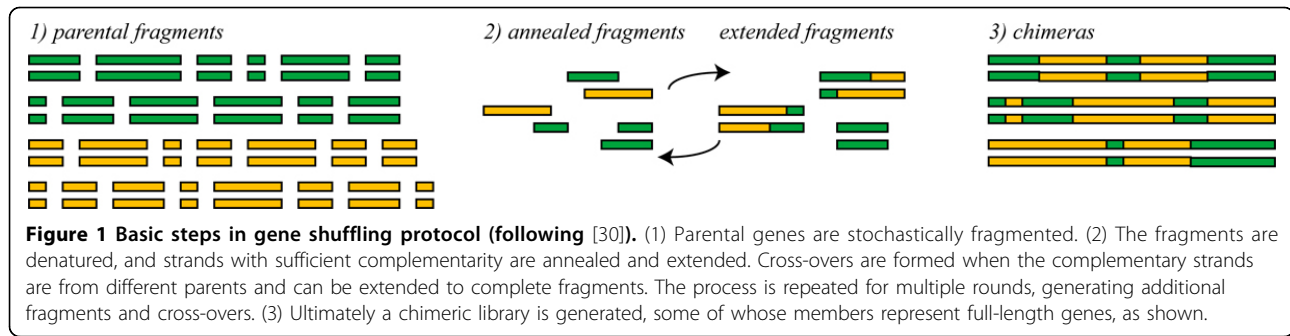 1) parental fragments
2) annealed fragments
extended fragments
3) chimeras
Figure 1 Basic steps in gene shuffling protocol (following [30]). (1) Parental genes are stochastically fragmented. (2) The fragments are
denatured, and strands with sufficient complementarity are annealed and extended. Cross-overs are formed when the complementary strands
are from different parents and can be extended to complete fragments. The process is repeated for multiple rounds, generating additional
fragments and cross-overs. (3) Ultimately a chimeric library is generated, some of whose members represent full-length genes, as shown.